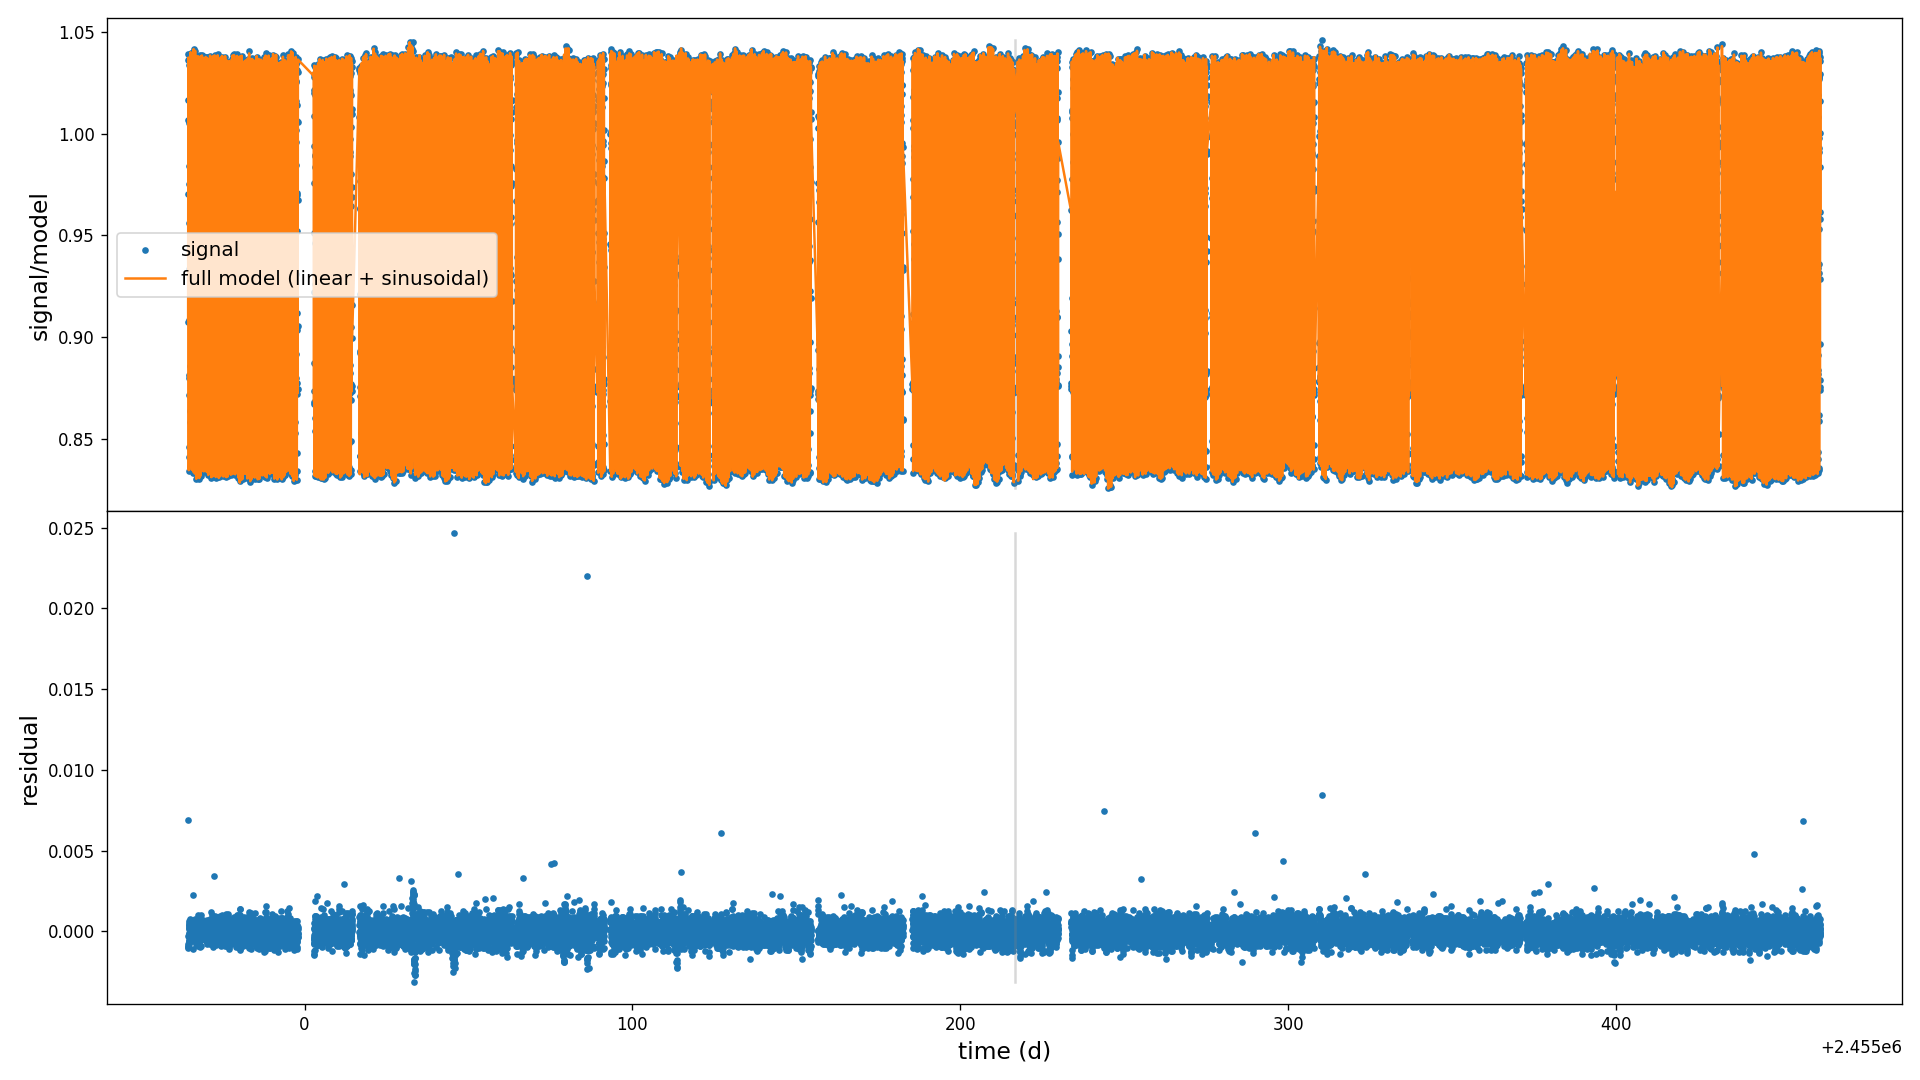 1.05
1.00
0.95
0.90
0.85
signal/model
signal
full model (linear + sinusoidal)
0.025
0.020
0.015
0.010
0.005
0.000
residual
0 100 200 300 400
time (d)
+2.455e6